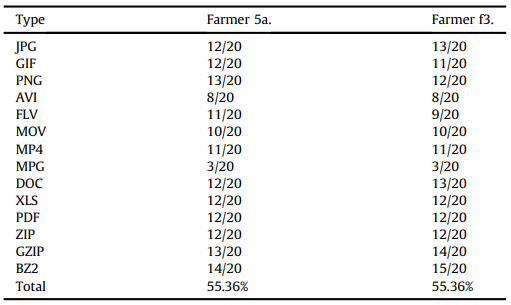 Type Farmer 5a. Farmer f3.
JPG 12/20 13/20
GIF 12/20 11/20
PNG 13/20 12/20
AVI 8/20 8/20
FLV 11/20 9/20
MOV 10/20 10/20
MP4 11/20 11/20
MPG 3/20 3/20
DOC 12/20 13/20
XLS 12/20 12/20
PDF 12/20 12/20
ZIP 12/20 12/20
GZIP 13/20 14/20
BZ2 14/20 15/20
Total 55.36% 55.36%